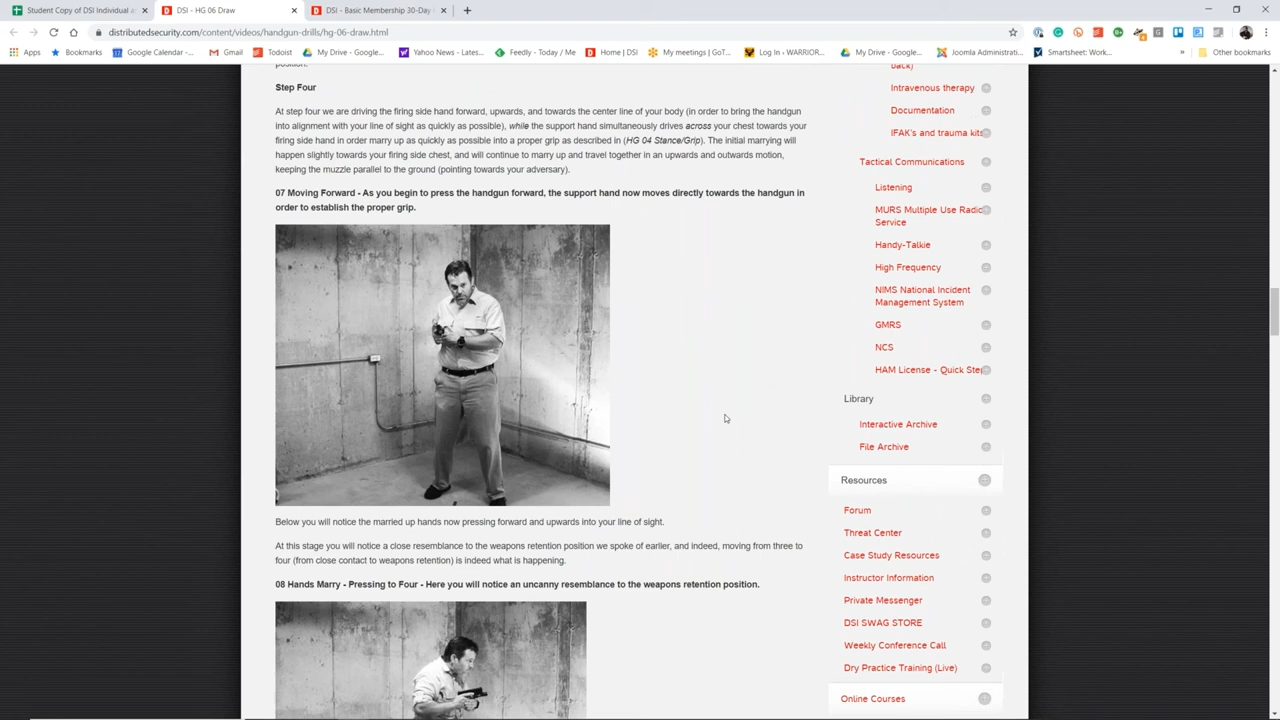 Student Copy of DSI Individual a
DSI - HG 06 Draw
DSI - Basic Membership 30-Day
distributedsecurity.com/content/videos/handgun-drills/hg-06-draw.html
Apps
Google Calendar -...
Gmail
Todoist
My Drive - Google...
Yahoo News - Lates...
Feedly - Today / Me
Home | DSI
My meetings | GoT...
Log In - WARRIOR...
My Drive - Google...
Joomla Administrati...
Smartsheet: Work...
»
Other bookmarks
position.
Step Four
At step four we are driving the firing side hand forward, upwards, and towards the center line of your body (in order to bring the handgun
into alignment with your line of sight as quickly as possible), while the support hand simultaneously drives across your chest towards your
firing side hand in order marry up as quickly as possible into a proper grip as described in (HG 04 Stance/Grip). The initial marrying will
happen slightly towards your firing side chest, and will continue to marry up and travel together in an upwards and outwards motion,
keeping the muzzle parallel to the ground (pointing towards your adversary).
07 Moving Forward - As you begin to press the handgun forward, the support hand now moves directly towards the handgun in
order to establish the proper grip.
Below you will notice the married up hands now pressing forward and upwards into your line of sight.
At this stage you will notice a close resemblance to the weapons retention position we spoke of earlier, and indeed, moving from three to
four (from close contact to weapons retention) is indeed what is happening.
08 Hands Marry - Pressing to Four - Here you will notice an uncanny resemblance to the weapons retention position.
back)
Intravenous therapy
Documentation
IFAK's and trauma kits
Tactical Communications
Listening
MURS Multiple Use Radio
Service
Handy-Talkie
High Frequency
NIMS National Incident
Management System
GMRS
NCS
HAM License - Quick Step
Library
Interactive Archive
File Archive
Resources
Forum
Threat Center
Case Study Resources
Instructor Information
Private Messenger
DSI SWAG STORE
Weekly Conference Call
Dry Practice Training (Live)
Online Courses